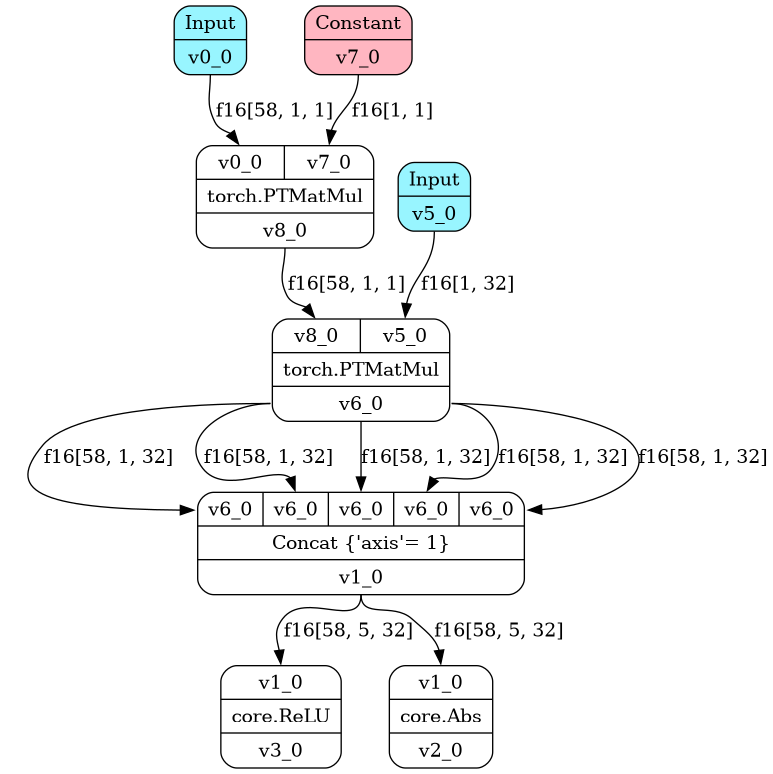 Input
v0_0
Constant
v7_0
f16[58, 1, 1]
f16[1, 1]
v0_0
v7_0
torch.PTMatMul
v8_0
Input
v5_0
f16[58, 1, 1]
f16[1, 32]
v8_0
v5_0
torch.PTMatMul
v6_0
f16[58, 1, 32]
f16[58, 1, 32]
f16[58, 1, 32]
f16[58, 1, 32]
f16[58, 1, 32]
v6_0
v6_0
v6_0
v6_0
v6_0
Concat {'axis'= 1}
v1_0
f16[58, 5, 32]
f16[58, 5, 32]
v1_0
core.ReLU
v3_0
v1_0
core.Abs
v2_0